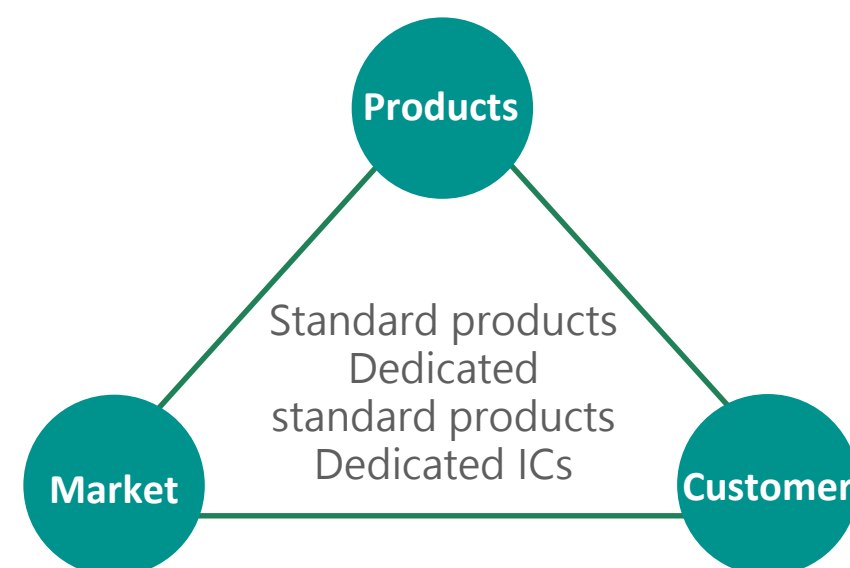 Products
Standard products
Dedicated
standard products
Dedicated ICs
Market
Customer